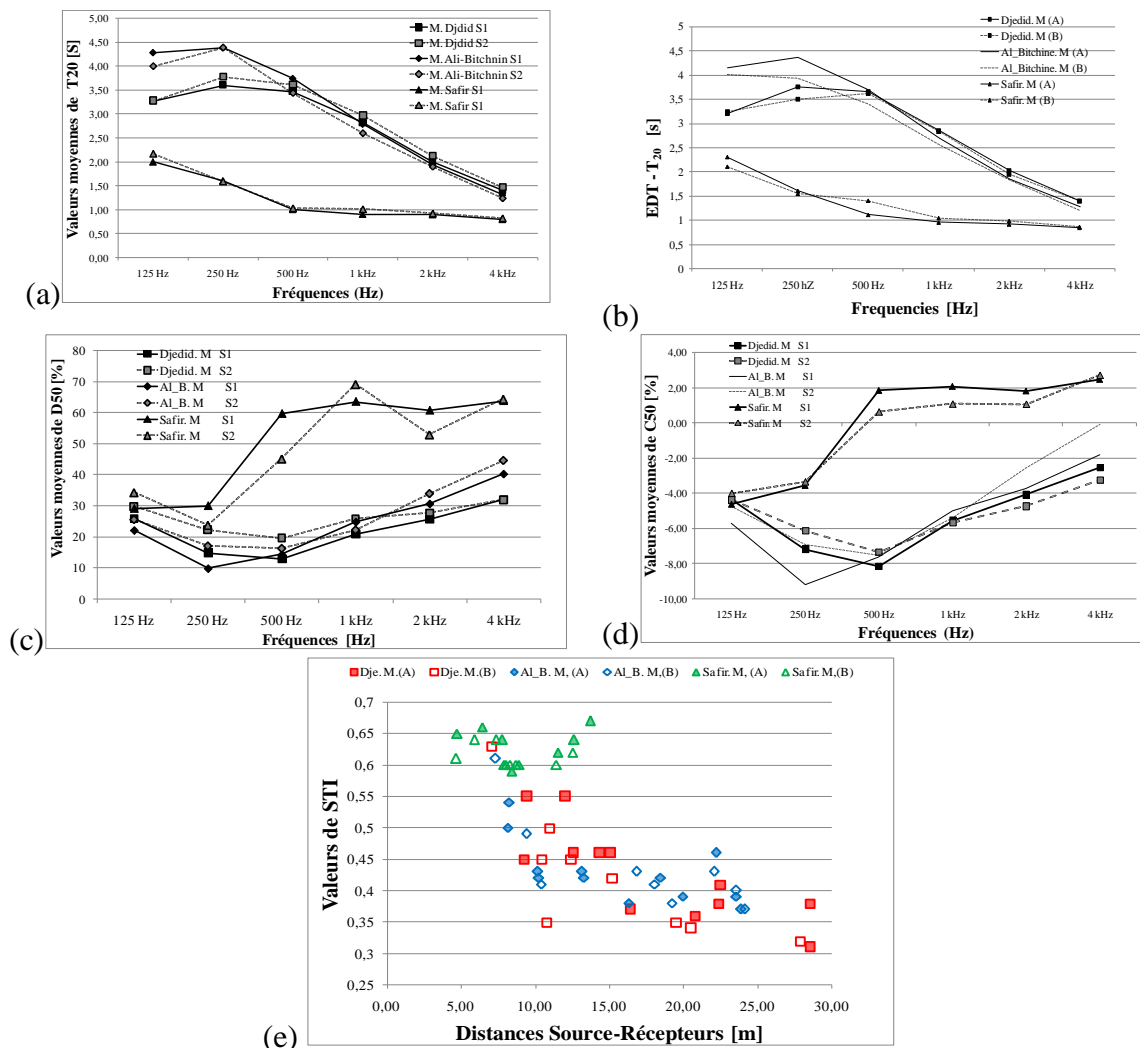 5,00
4,50
4,00
3,50
3,00
2,50
2,00
1,50
1,00
0,50
0,00
Valeurs moyennes de T20 [S]
M. Djdid S1
M. Djdid S2
M. Ali-Bitchnin S1
M. Ali-Bitchnin S2
M. Safir S1
M. Safir S2
125 Hz 250 Hz 500 Hz 1 kHz 2 kHz 4 kHz
Fréquences (Hz)
(a)
5
4,5
4
3,5
3
2,5
2
1,5
1
0,5
0
EDT - T20 [s]
Djedid. M (A)
Djedid. M (B)
Al_Bitchine. M (A)
Al_Bitchine. M (B)
Safir. M (A)
Safir. M (B)
125 Hz 250 hZ 500 Hz 1 kHz 2 kHz 4 kHz
Frequencies [Hz]
(b)
80
70
60
50
40
30
20
10
0
Valeurs moyennes de D50 [%]
Djedid. M S1
Djedid. M S2
Al_B. M S1
Al_B. M S2
Safir. M S1
Safir. M S2
125 Hz 250 Hz 500 Hz 1 kHz 2 kHz 4 kHz
Fréquences [Hz]
(c)
4,00
2,00
0,00
-2,00
-4,00
-6,00
-8,00
-10,00
Valeurs moyennes de C50 [%]
Djedid. M S1
Djedid. M S2
Al_B. M S1
Al_B. M S2
Safir. M S1
Safir. M S2
125 Hz 250Hz 500 Hz 1kHz 2 kHz 4 kHz
Fréquences (Hz)
(d)
Dje. M.(A) Dje. M.(B) Al_B. M, (A) Al_B. M,(B) Safir. M, (A) Safir. M,(B)
0,7
0,65
0,6
0,55
0,5
0,45
0,4
0,35
0,3
0,25
Valeurs de STI
0,00 5,00 10,00 15,00 20,00 25,00 30,00
Distances Source-Récepteurs [m]
(e)